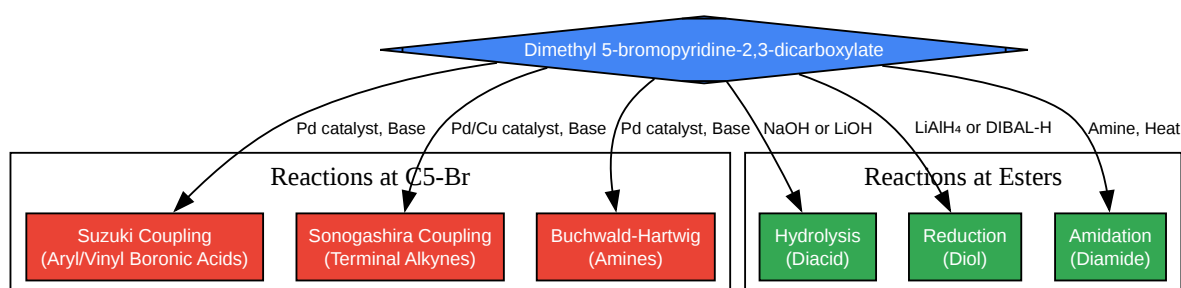 Dimethyl 5-bromopyridine-2,3-dicarboxylate
Pd catalyst, Base
Pd/Cu catalyst, Base
Pd catalyst, Base
NaOH or LiOH
LiAlH₄ or DIBAL-H
Amine, Heat
Reactions at C5-Br
Reactions at Esters
Suzuki Coupling
(Aryl/Vinyl Boronic Acids)
Sonogashira Coupling
(Terminal Alkynes)
Buchwald-Hartwig
(Amines)
Hydrolysis
(Diacid)
Reduction
(Diol)
Amidation
(Diamide)